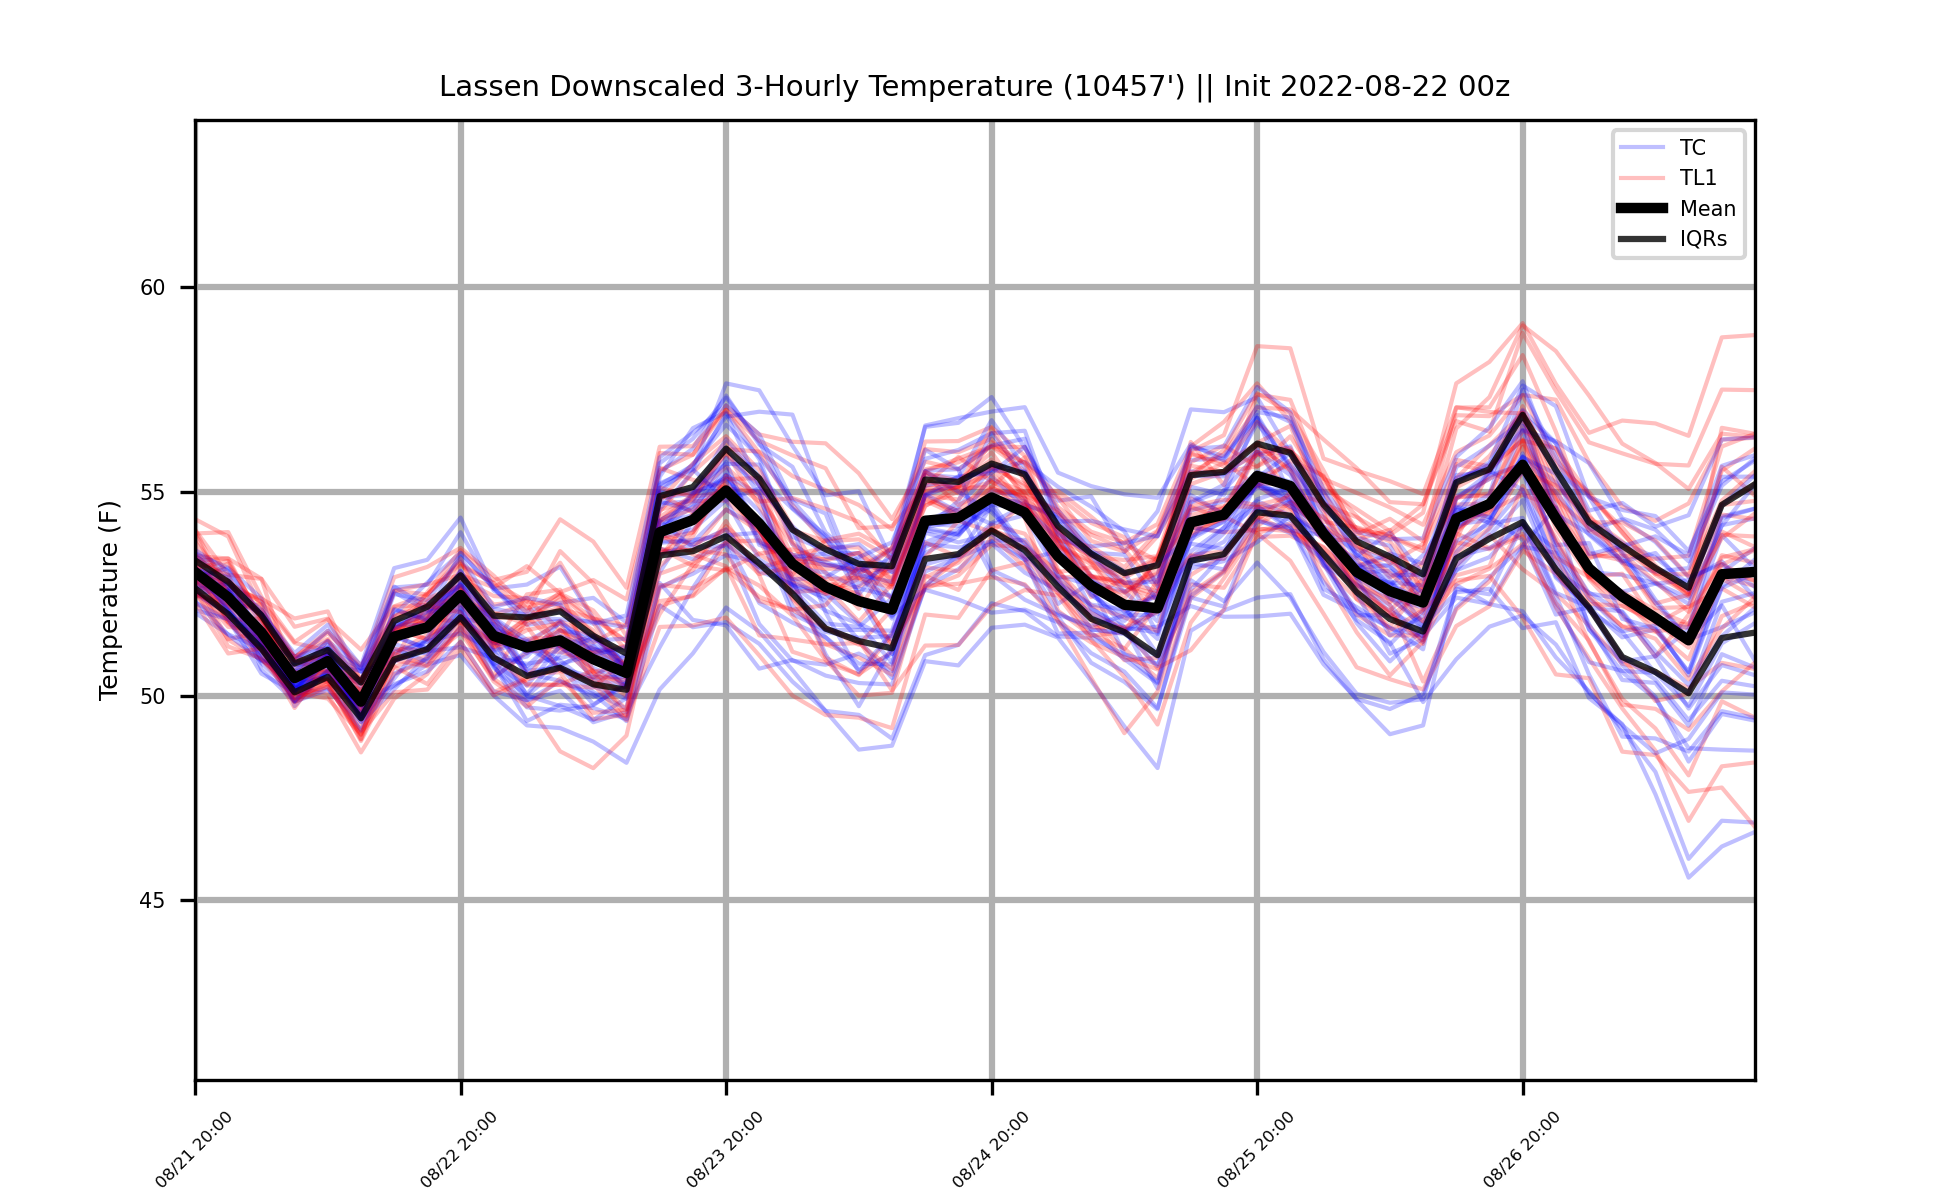 Lassen Downscaled 3-Hourly Temperature (10457') || Init 2022-08-22 00z
TC
TL1
Mean
IQRs
Temperature (F)
60
55
50
45
08/21 20:00
08/22 20:00
08/23 20:00
08/24 20:00
08/25 20:00
08/26 20:00